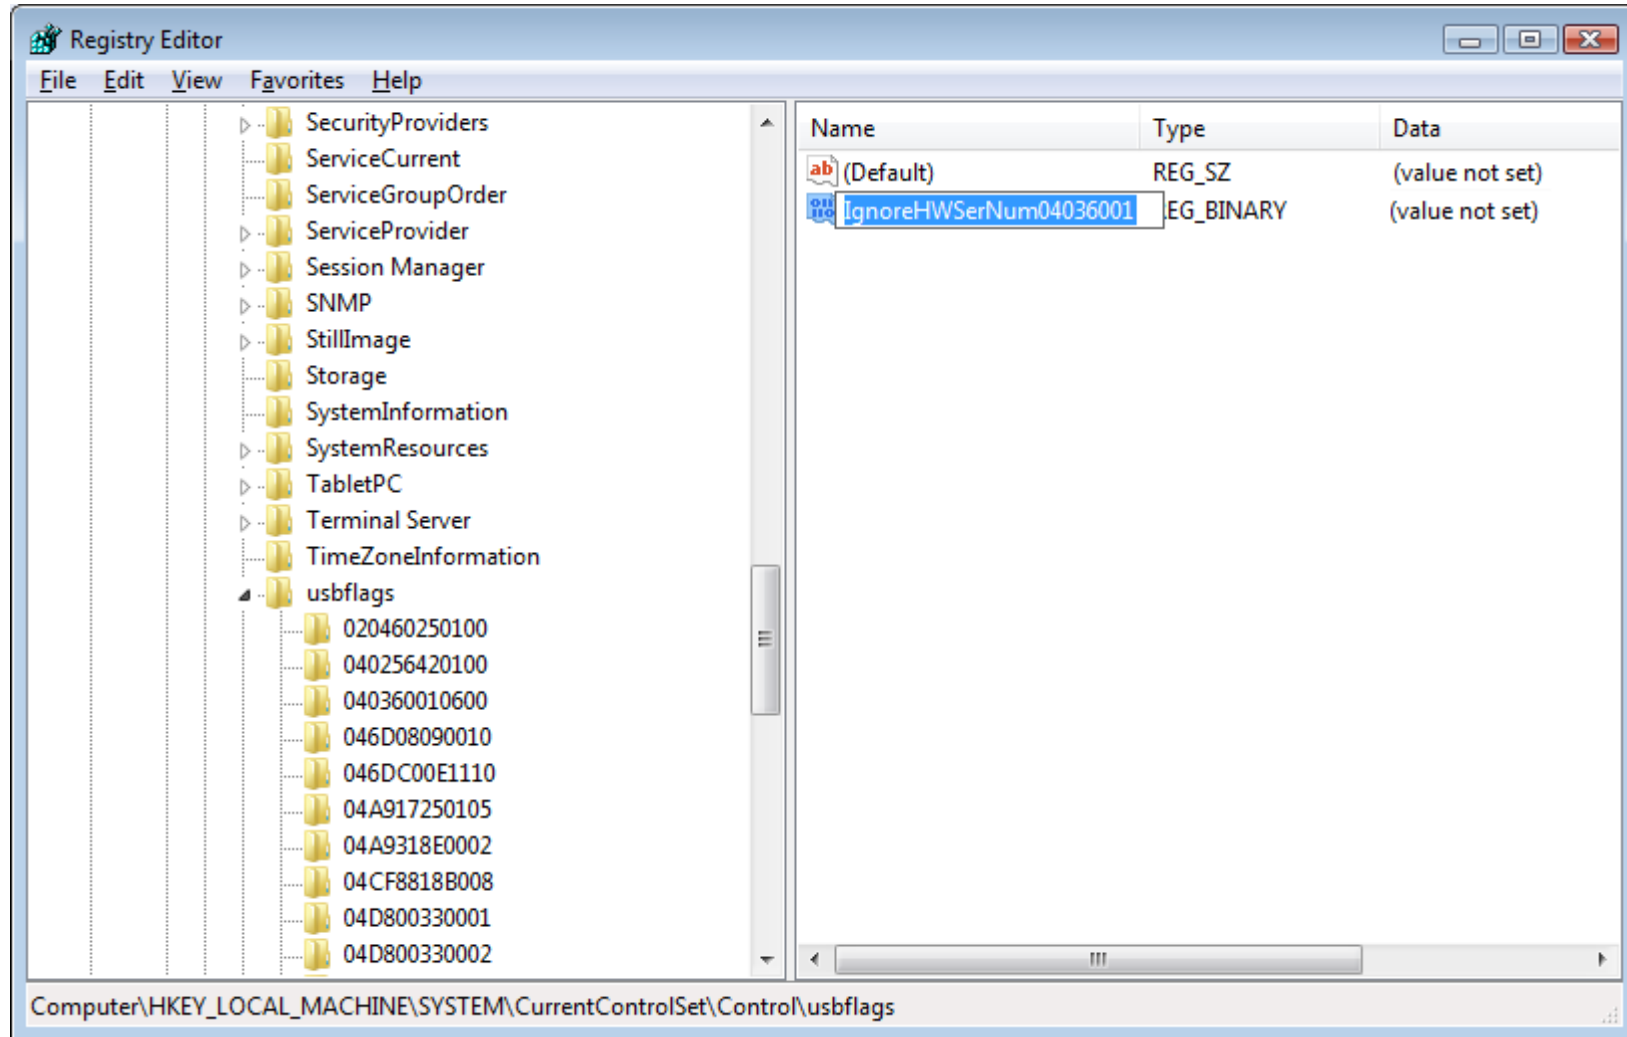 Registry Editor
File Edit View Favorites Help
SecurityProviders
ServiceCurrent
ServiceGroupOrder
ServiceProvider
Session Manager
SNMP
StillImage
Storage
SystemInformation
SystemResources
TabletPC
Terminal Server
TimeZoneInformation
usbflags
020460250100
040256420100
040360010600
046D08090010
046DC00E1110
04A917250105
04A9318E0002
04CF8818B008
04D800330001
04D800330002
Name Type Data
ab (Default) REG_SZ (value not set)
IgnoreHWSerNum04036001 EG_BINARY (value not set)
Computer\HKEY_LOCAL_MACHINE\SYSTEM\CurrentControlSet\Control\usbflags